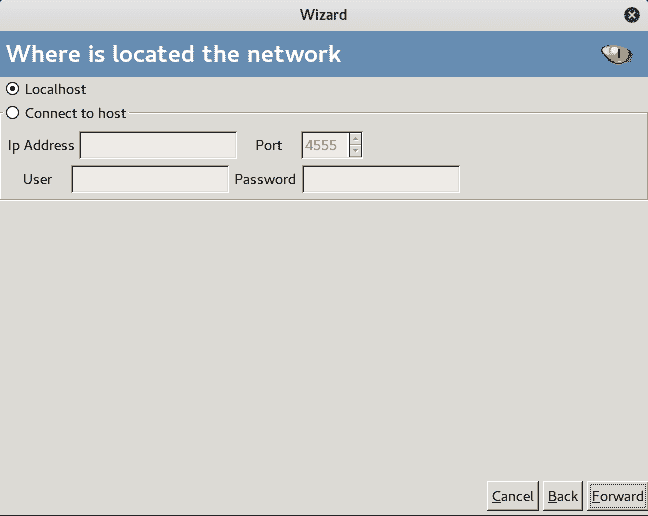 Wizard
Where is located the network
Localhost
Connect to host
Ip Address Port 4555
User Password
Cancel Back Forward